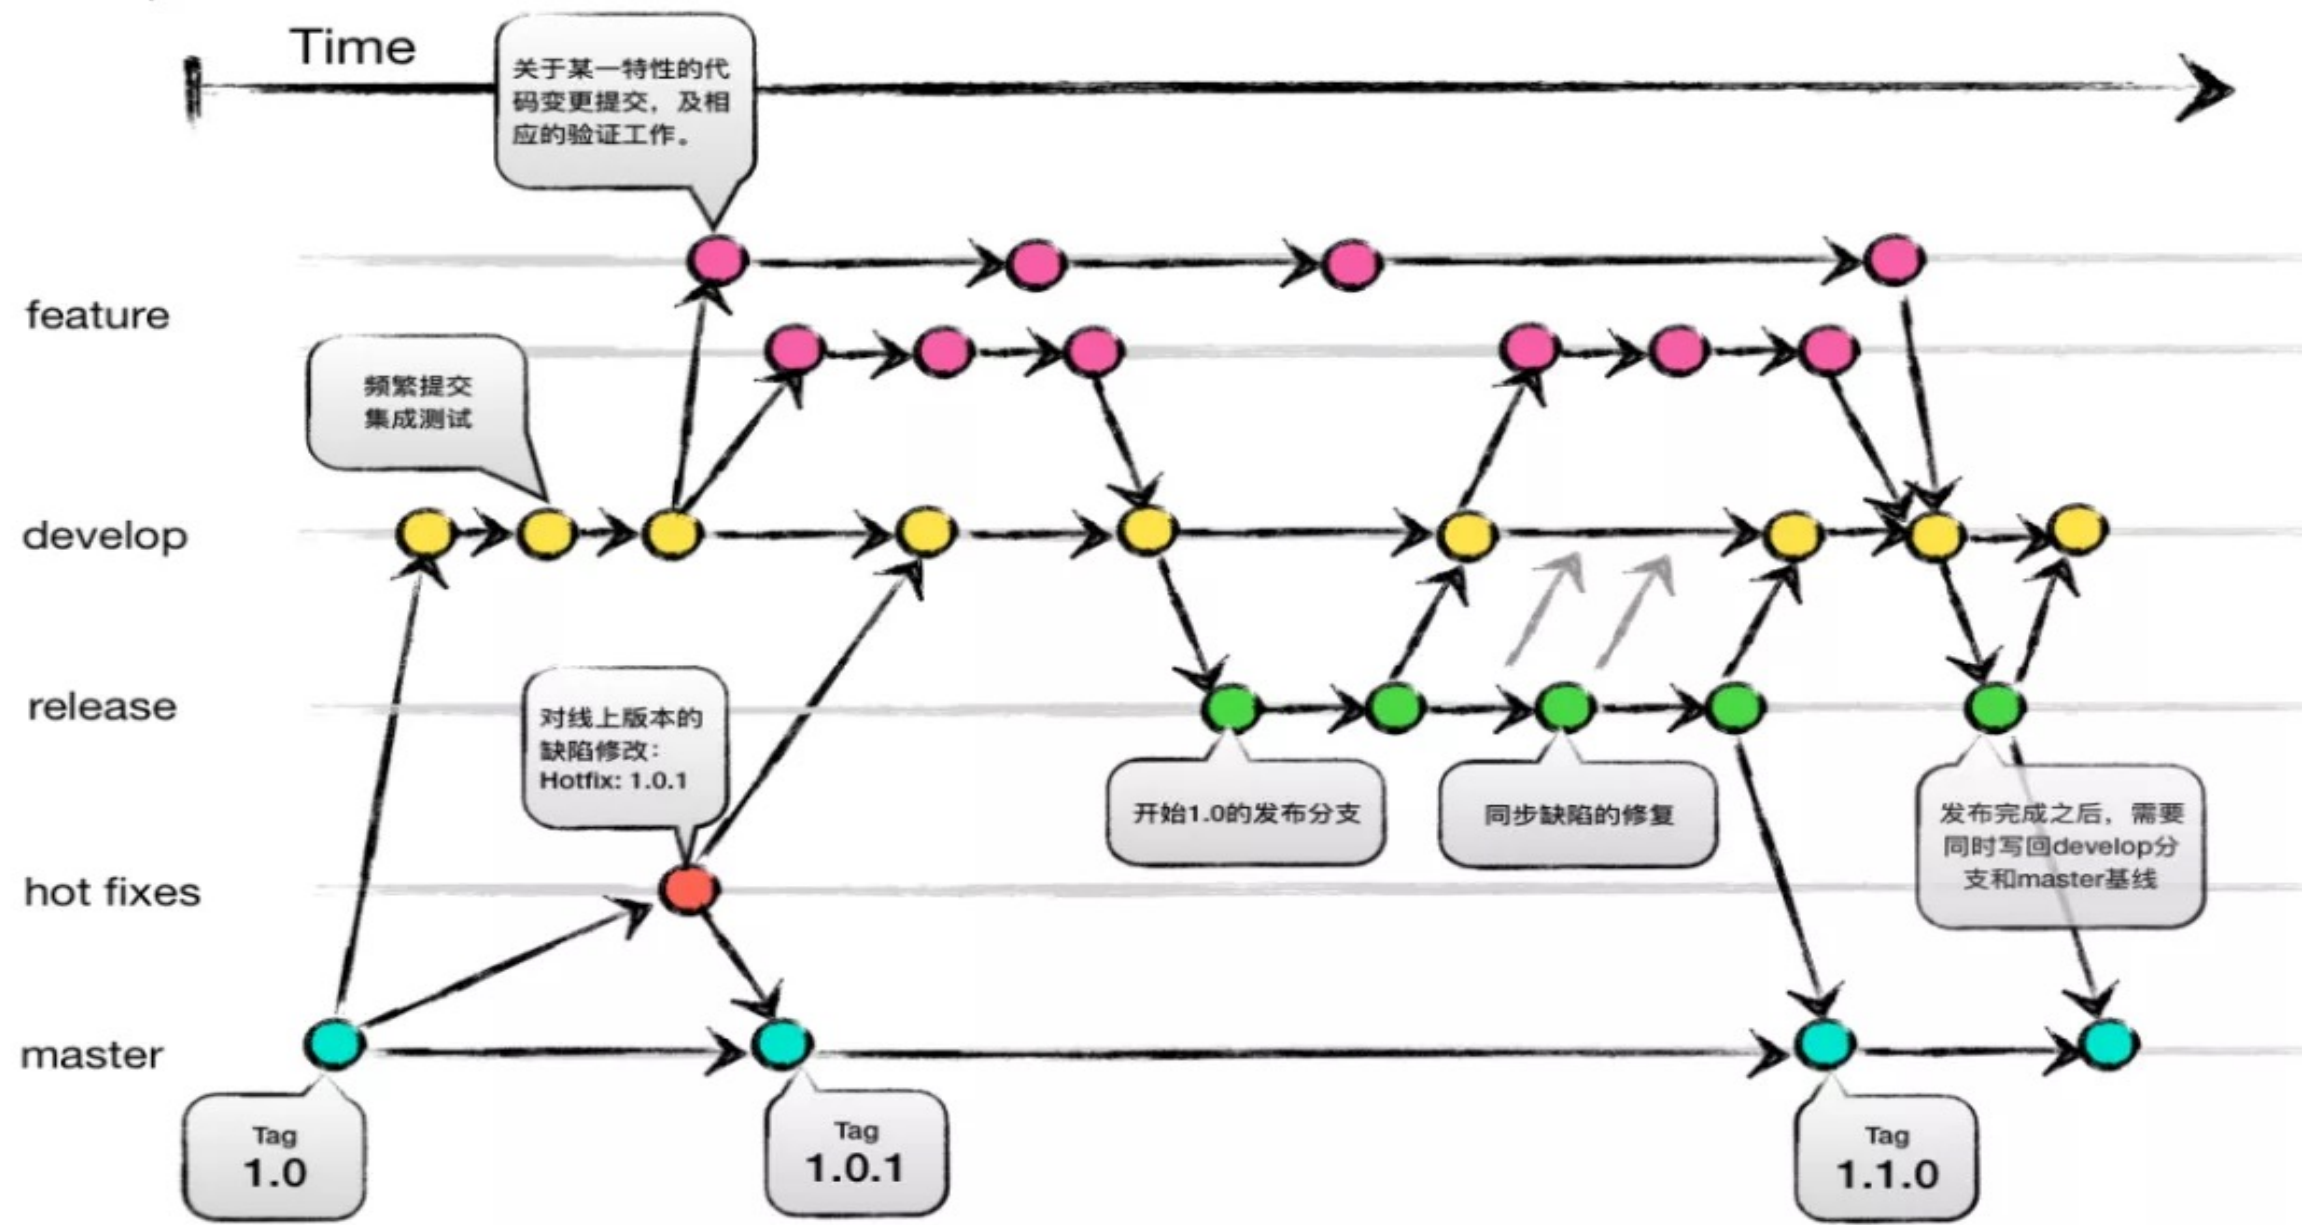 Time
关于某一特性的代
码变更提交，及相
应的验证工作。
feature
频繁提交
集成测试
develop
release
对线上版本的
缺陷修改：
Hotfix: 1.0.1
开始1.0的发布分支
同步缺陷的修复
发布完成之后，需要
同时写回develop分
支和master基线
hot fixes
master
Tag
1.0
Tag
1.0.1
Tag
1.1.0